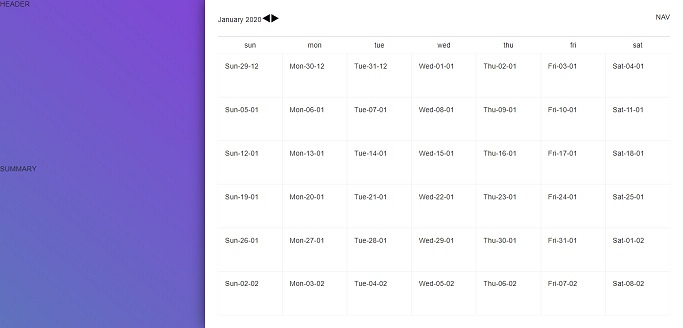 HEADER
SUMMARY
January 2020
NAV
sun mon tue wed thu fri sat
Sun-29-12 Mon-30-12 Tue-31-12 Wed-01-01 Thu-02-01 Fri-03-01 Sat-04-01
Sun-05-01 Mon-06-01 Tue-07-01 Wed-08-01 Thu-09-01 Fri-10-01 Sat-11-01
Sun-12-01 Mon-13-01 Tue-14-01 Wed-15-01 Thu-16-01 Fri-17-01 Sat-18-01
Sun-19-01 Mon-20-01 Tue-21-01 Wed-22-01 Thu-23-01 Fri-24-01 Sat-25-01
Sun-26-01 Mon-27-01 Tue-28-01 Wed-29-01 Thu-30-01 Fri-31-01 Sat-01-02
Sun-02-02 Mon-03-02 Tue-04-02 Wed-05-02 Thu-06-02 Fri-07-02 Sat-08-02